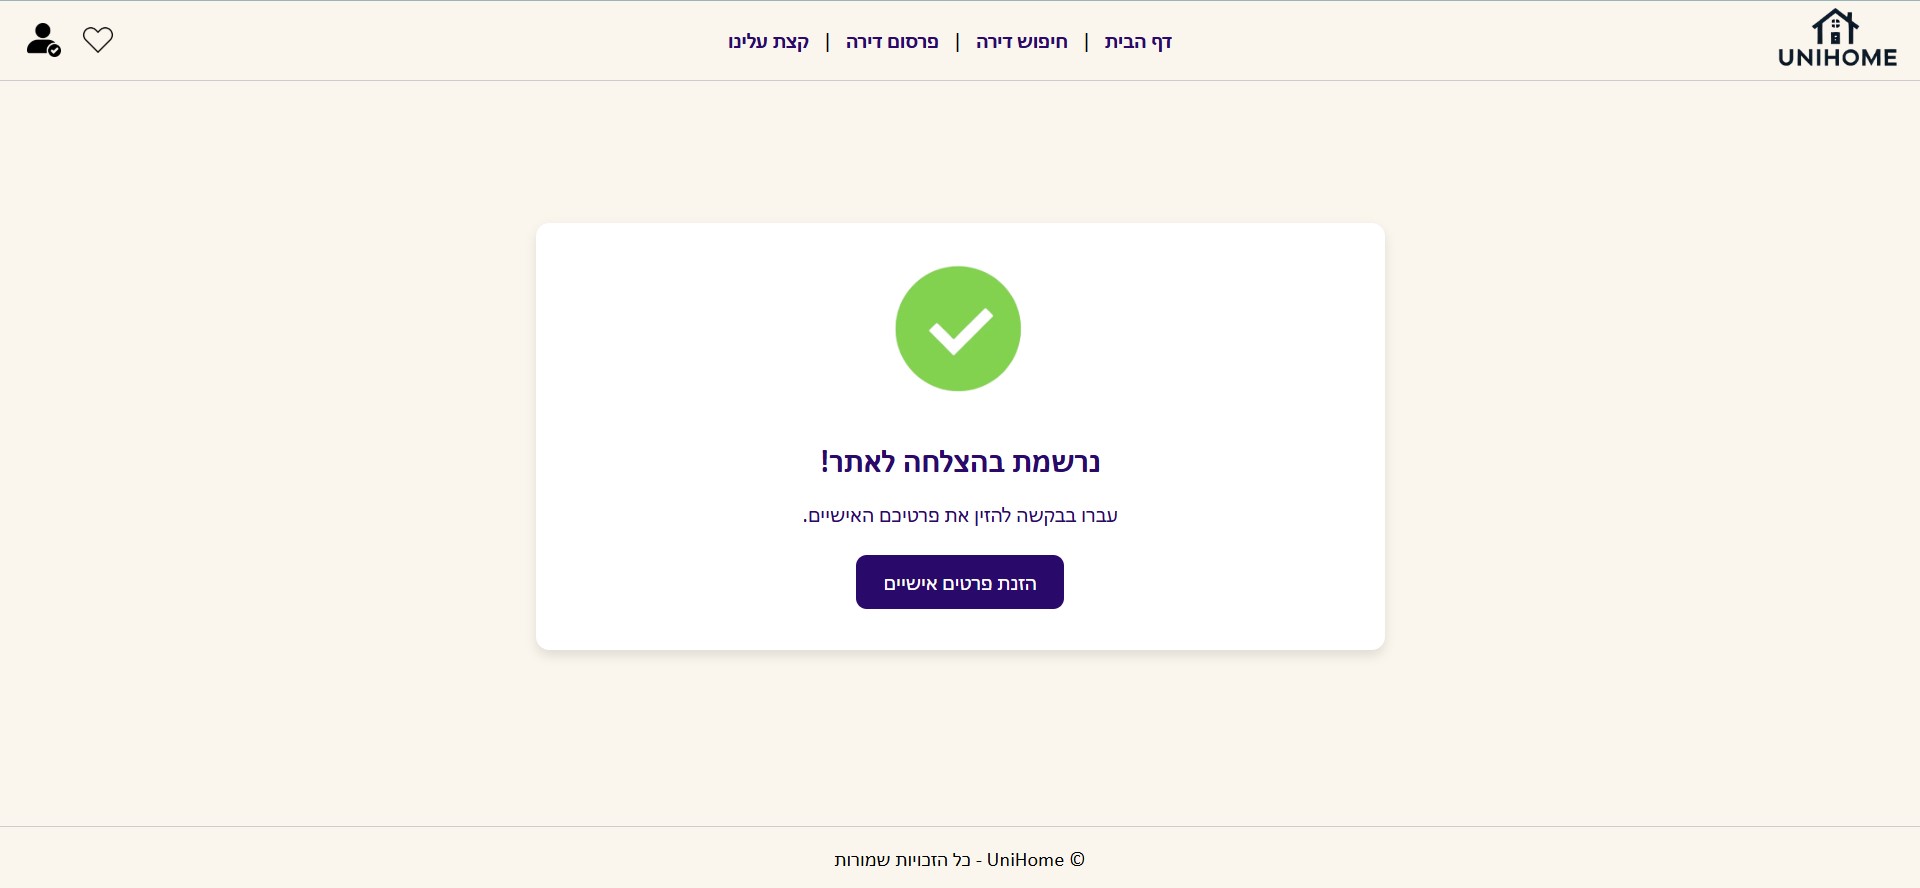 UNIHOME
דף הבית | חיפוש דירה | פרסום דירה | קצת עלינו
נרשמת בהצלחה לאתר!
עברו בבקשה להזין את פרטיכם האישיים.
הזנת פרטים אישיים
© UniHome - כל הזכויות שמורות